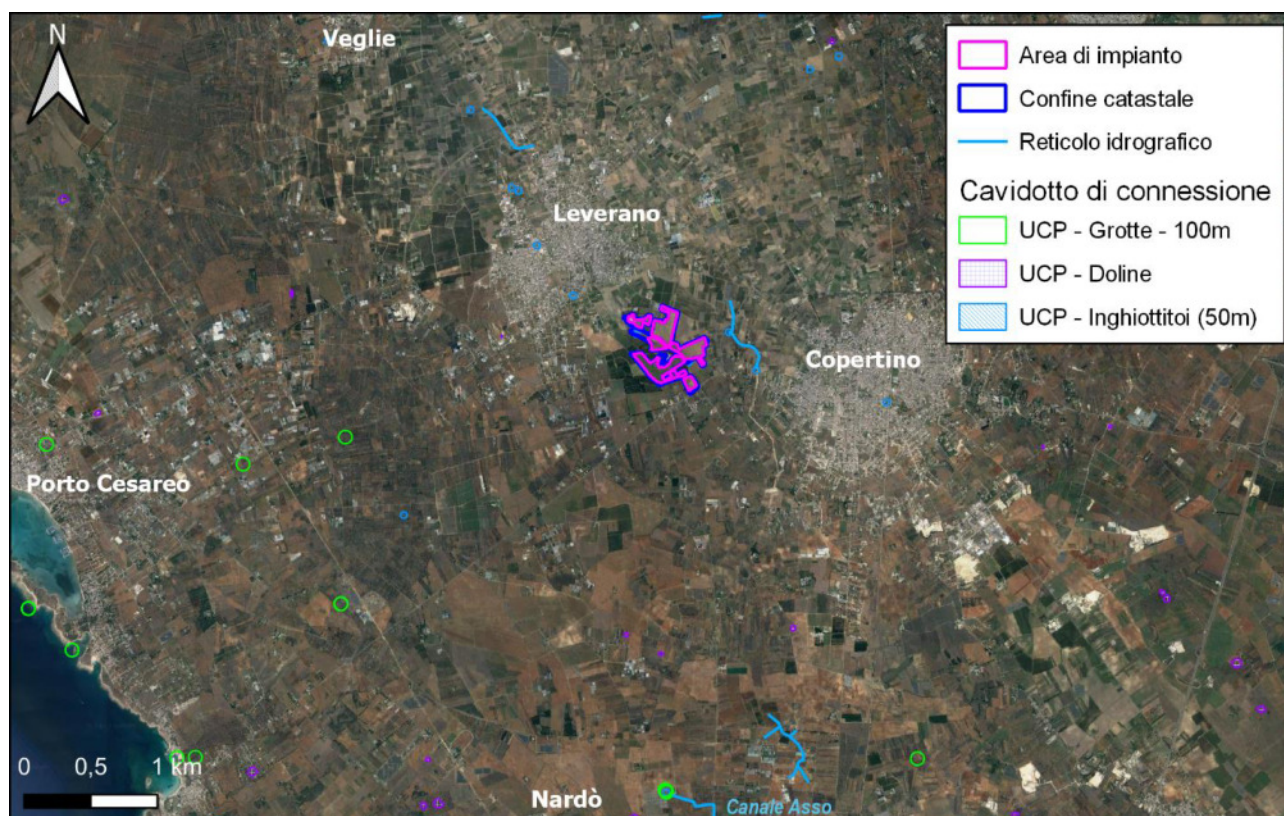 Veglie
N
Area di impianto
Confine catastale
Reticolo idrografico
Cavidotto di connessione
UCP - Grotte - 100m
UCP - Doline
UCP - Inghiottitoi (50m)
Leverano
Copertino
Porto Cesareo
0 0,5 1 km
Nardò
Canale Asso